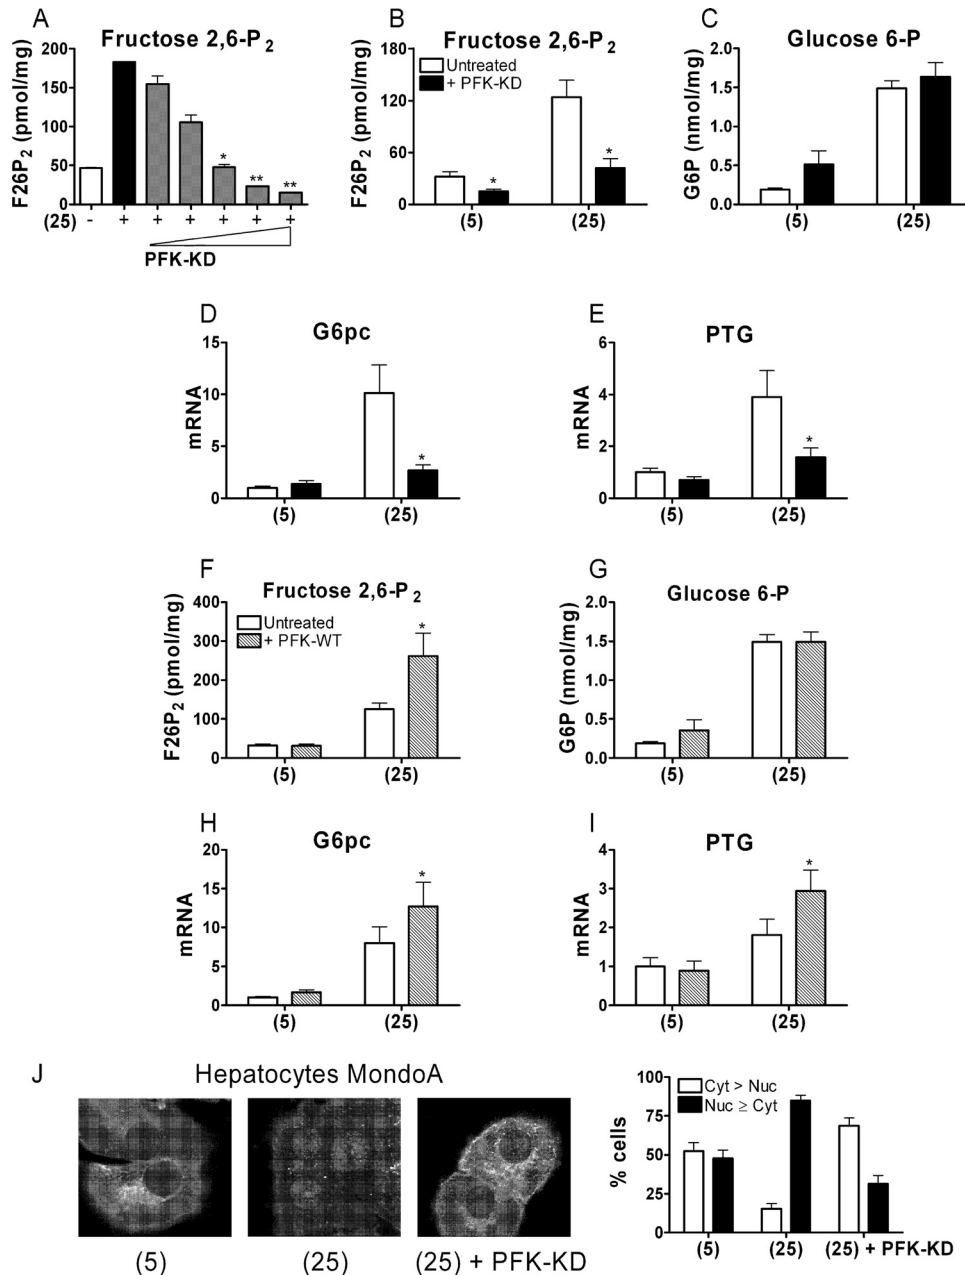 A
Fructose 2,6-P2
F26P2 (pmol/mg)
200
150
100
50
0
* ** **
(25) - + + + + + +
PFK-KD
B
Fructose 2,6-P2
F26P2 (pmol/mg)
180
120
60
0
Untreated
+ PFK-KD
* *
(5) (25)
C
Glucose 6-P
G6P (nmol/mg)
2.0
1.5
1.0
0.5
0.0
(5) (25)
D
G6pc
mRNA
15
10
5
0
*
(5) (25)
E
PTG
mRNA
6
4
2
0
*
(5) (25)
F
Fructose 2,6-P2
F26P2 (pmol/mg)
400
300
200
100
0
Untreated
+ PFK-WT
*
(5) (25)
G
Glucose 6-P
G6P (nmol/mg)
2.0
1.5
1.0
0.5
0.0
(5) (25)
H
G6pc
mRNA
20
15
10
5
0
*
(5) (25)
I
PTG
mRNA
4
3
2
1
0
*
(5) (25)
J
Hepatocytes MondoA
(5) (25) (25) + PFK-KD
% cells
100
75
50
25
0
Cyt > Nuc
Nuc ≥ Cyt
(5) (25) (25) + PFK-KD